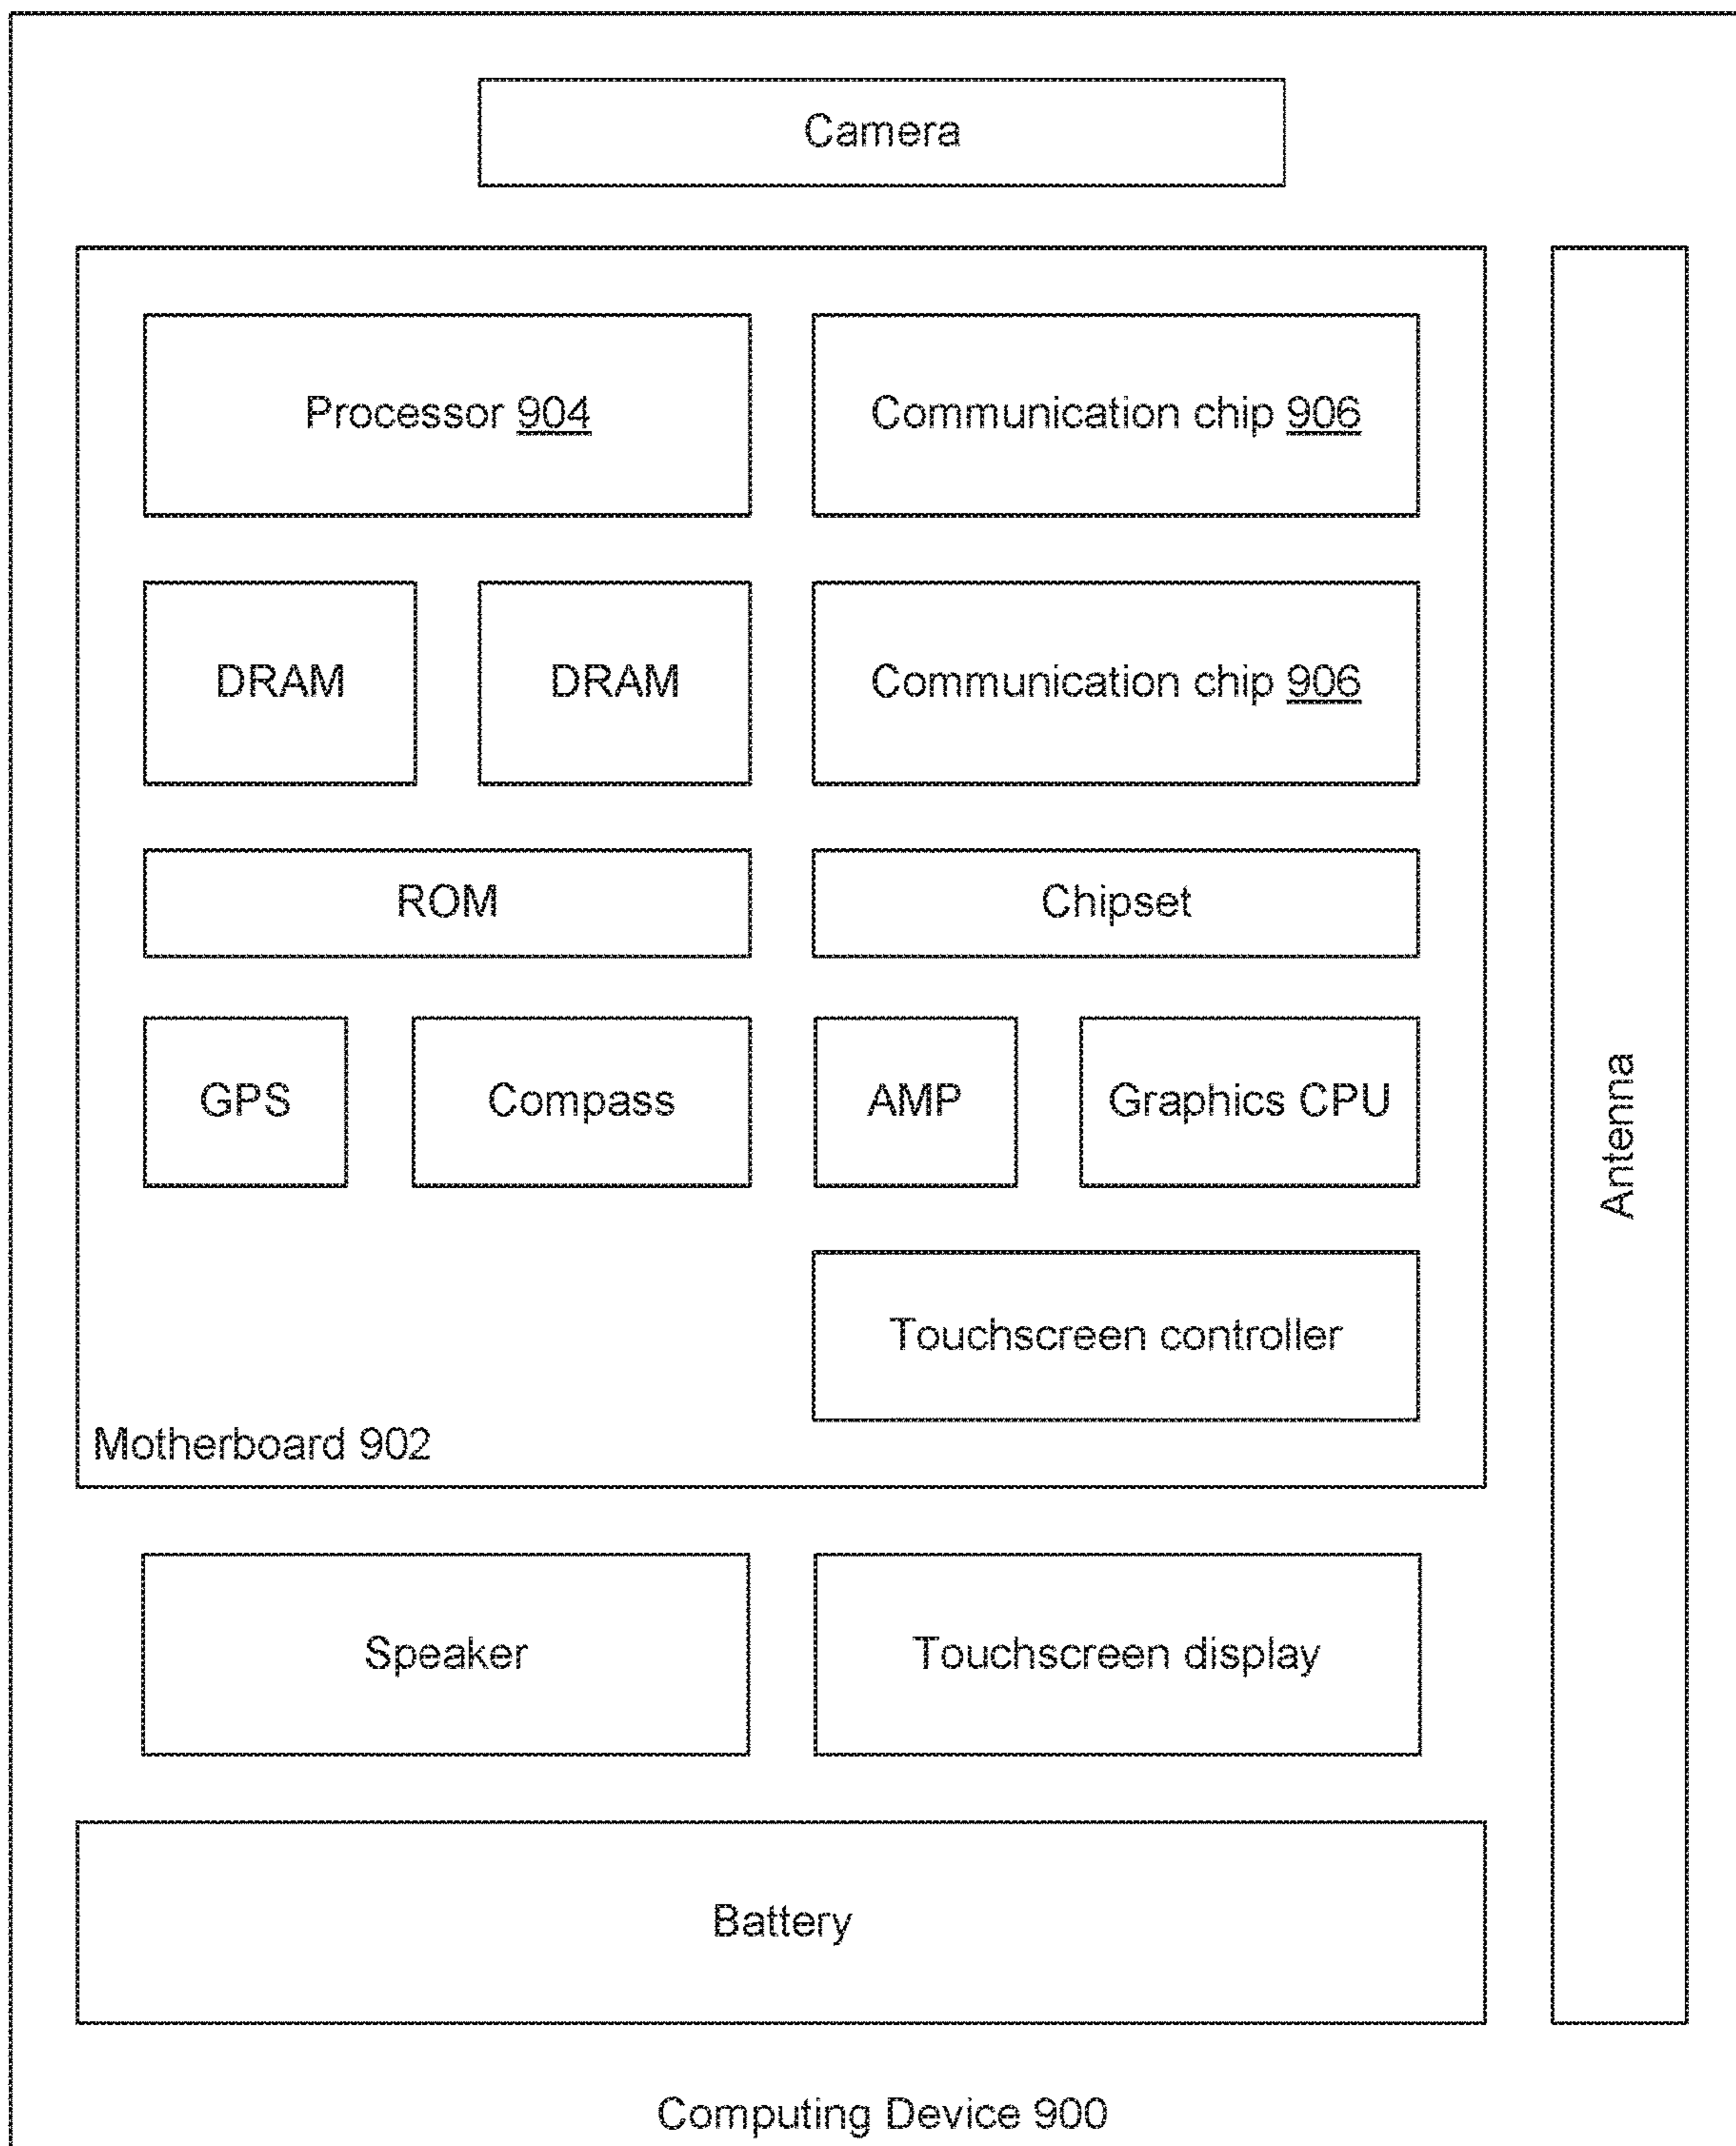 Camera
Processor 904
Communication chip 906
DRAM
DRAM
Communication chip 906
ROM
Chipset
GPS
Compass
AMP
Graphics CPU
Antenna
Touchscreen controller
Motherboard 902
Speaker
Touchscreen display
Battery
Computing Device 900